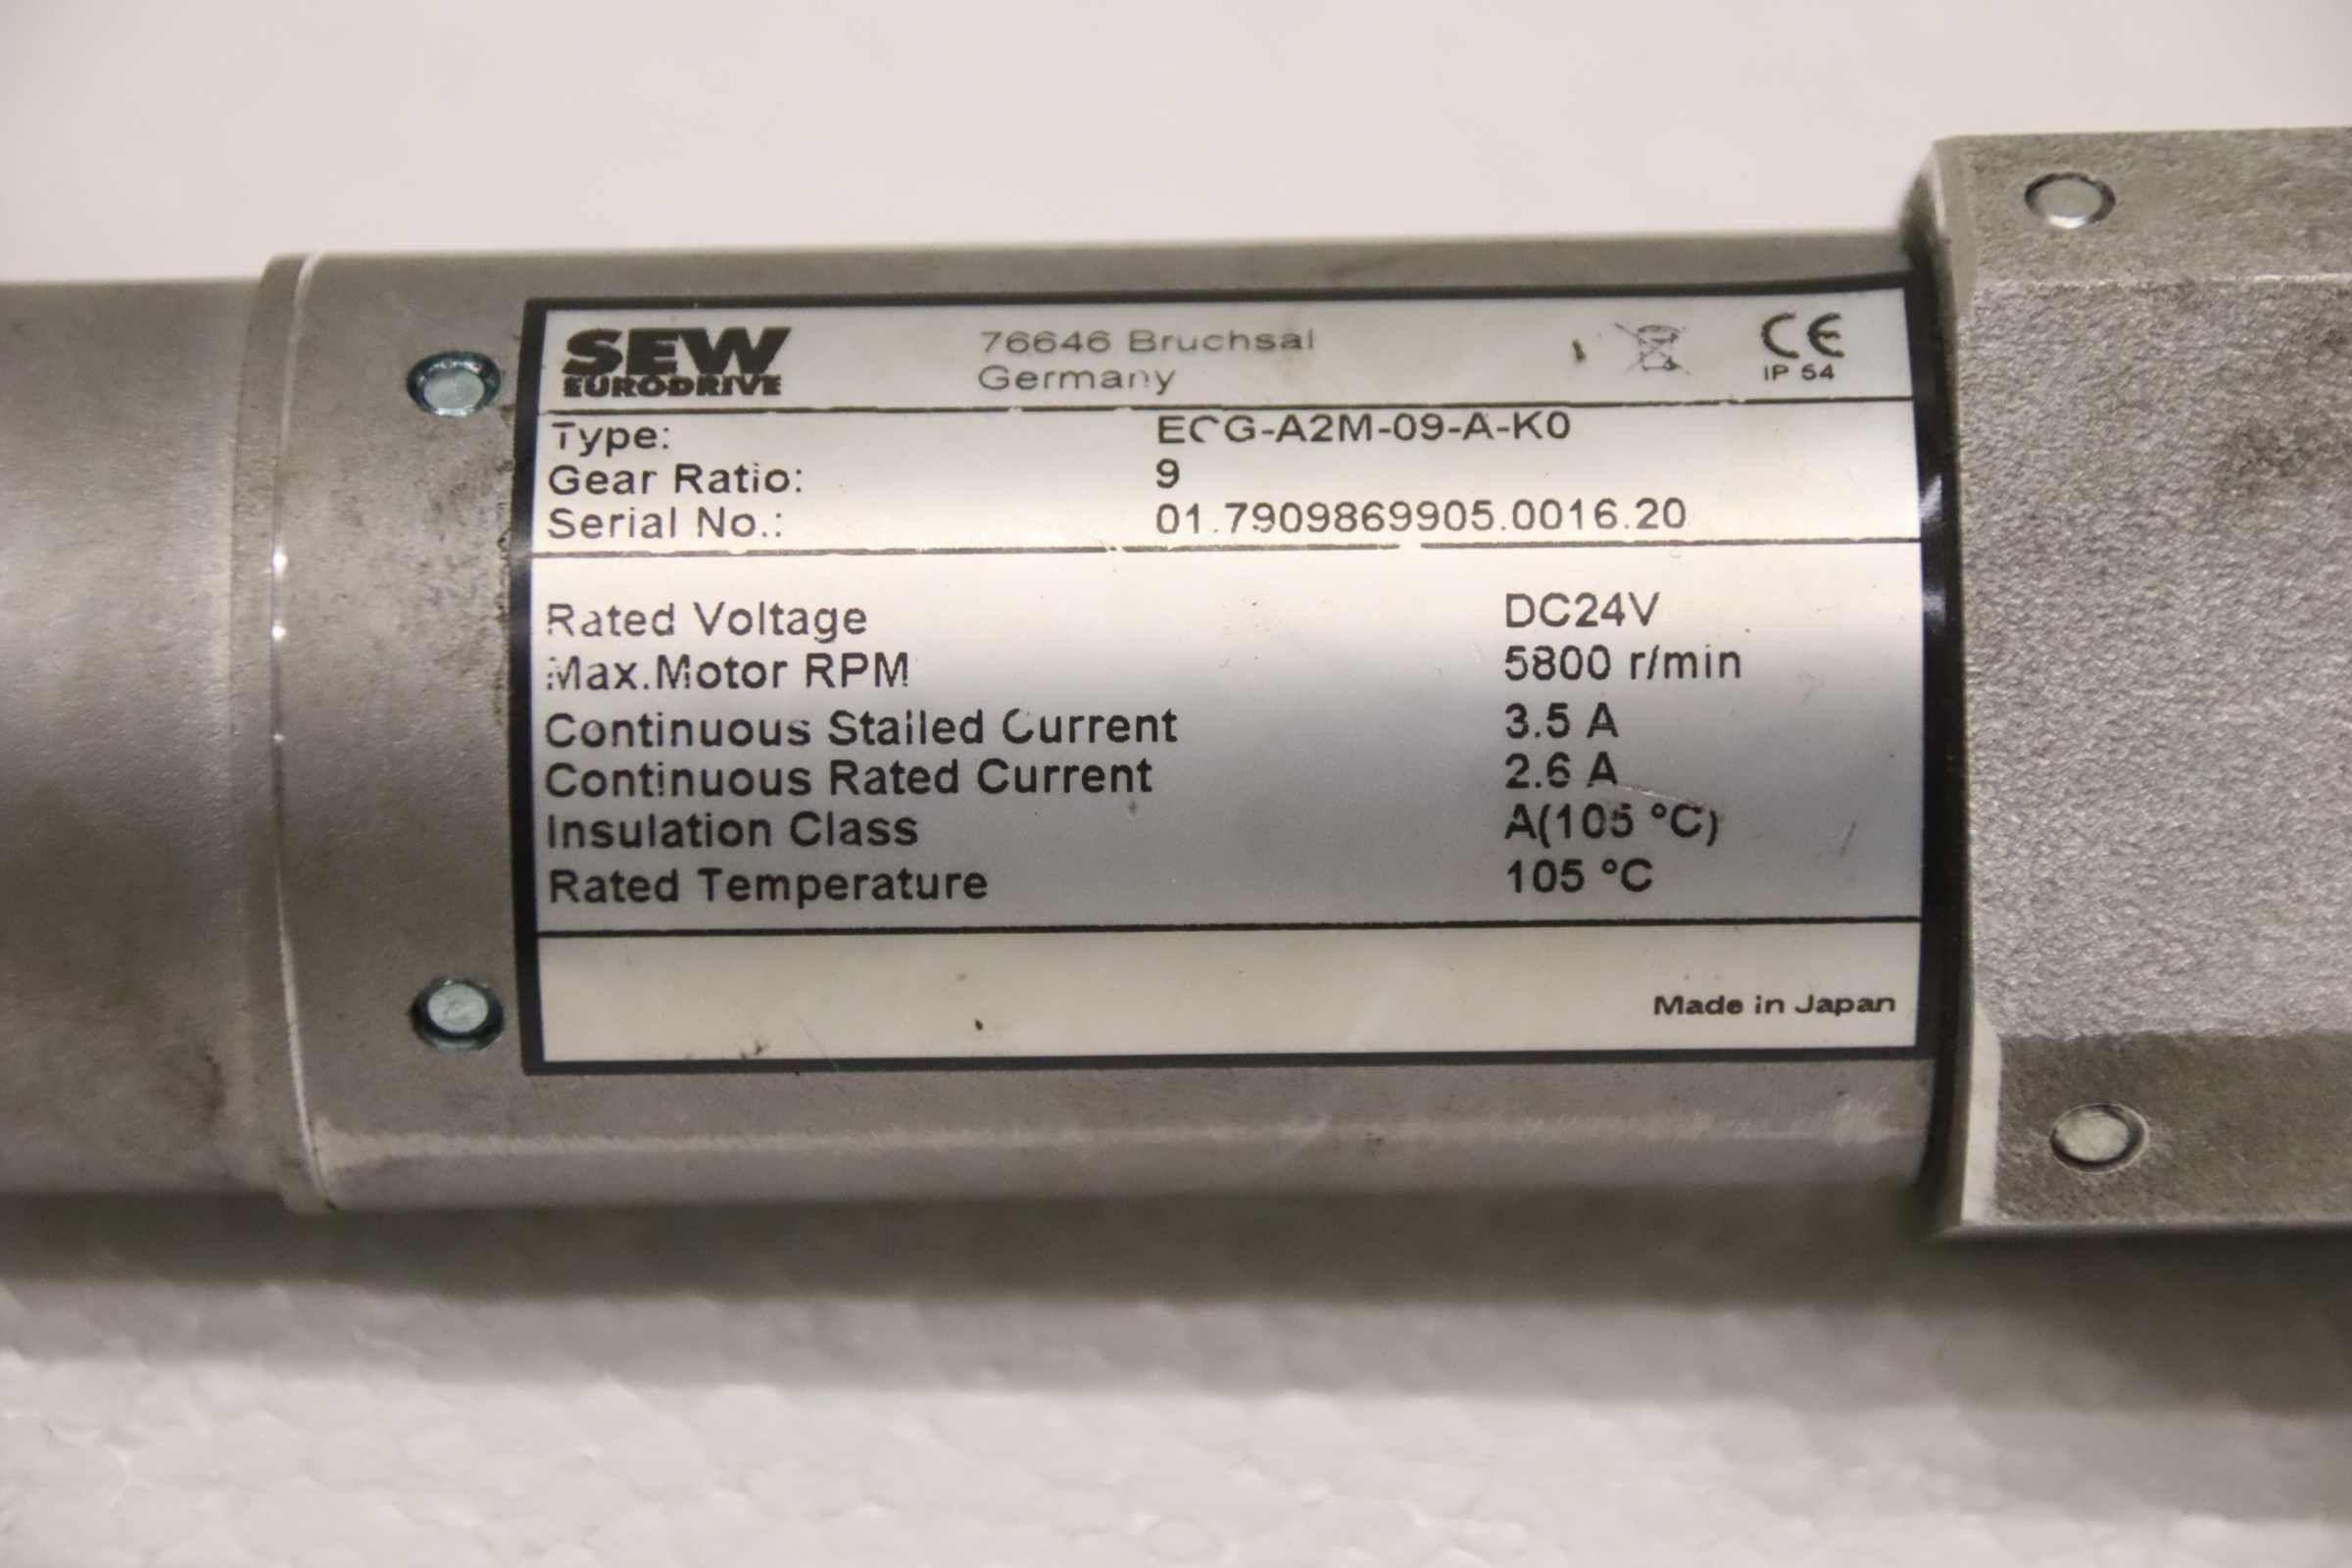 SEW
EURODRIVE
76646 Bruchsal
Germany
CE
IP 54
Type: ECG-A2M-09-A-K0
Gear Ratio: 9
Serial No.: 01.7909869905.0016.20
Rated Voltage DC24V
Max.Motor RPM 5800 r/min
Continuous Stalled Current 3.5 A
Continuous Rated Current 2.6 A
Insulation Class A(105 °C)
Rated Temperature 105 °C
Made in Japan